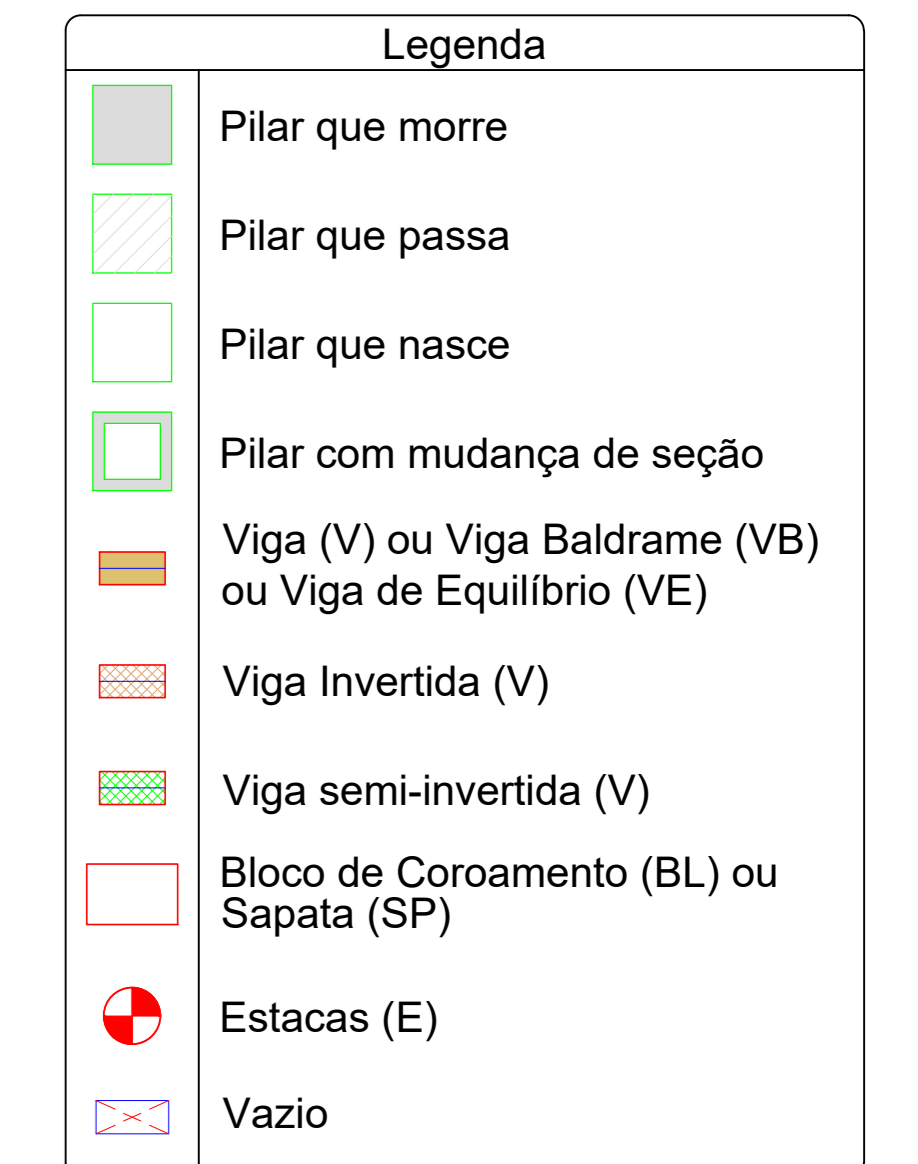 Legenda
Pilar que morre
Pilar que passa
Pilar que nasce
Pilar com mudança de seção
Viga (V) ou Viga Baldrame (VB)
ou Viga de Equilíbrio (VE)
Viga Invertida (V)
Viga semi-invertida (V)
Bloco de Coroamento (BL) ou
Sapata (SP)
Estacas (E)
Vazio